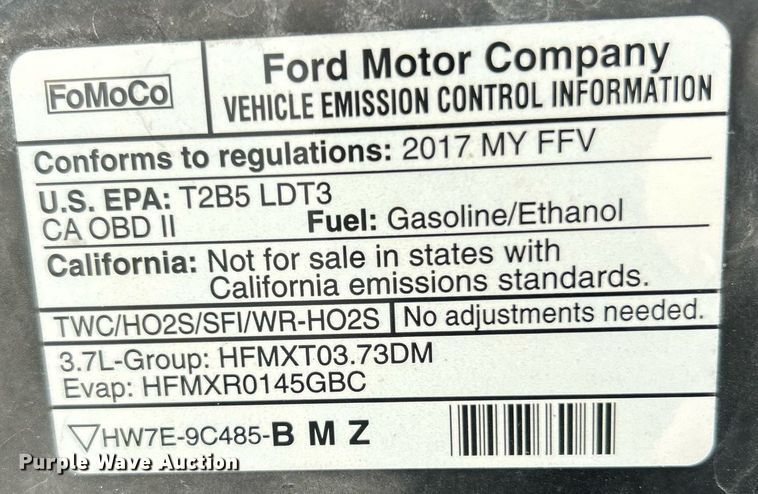 FoMoCo
Ford Motor Company
VEHICLE EMISSION CONTROL INFORMATION
Conforms to regulations: 2017 MY FFV
U.S. EPA: T2B5 LDT3
CA OBD II Fuel: Gasoline/Ethanol
California: Not for sale in states with
California emissions standards.
TWC/HO2S/SFI/WR-HO2S No adjustments needed.
3.7L-Group: HFMXT03.73DM
Evap: HFMXR0145GBC
HW7E-9C485-B M Z
Purple Wave Auction